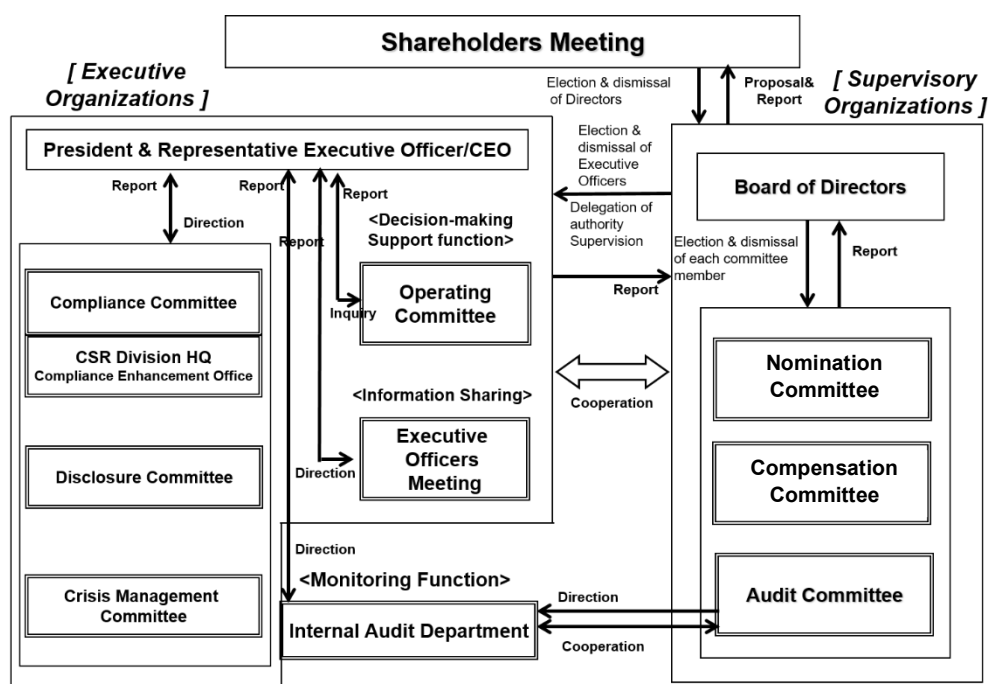 Shareholders Meeting
[ Executive
Organizations ]
Election & dismissal
of Directors
Proposal&
Report
[ Supervisory
Organizations ]
President & Representative Executive Officer/CEO
Election &
dismissal of
Executive
Officers
Board of Directors
Report
Report
Report
Direction
Report
<Decision-making
Support function>
Delegation of
authority
Supervision
Election & dismissal
of each committee
member
Report
Report
Compliance Committee
Operating
Committee
Inquiry
CSR Division HQ
Compliance Enhancement Office
Nomination
Committee
Cooperation
<Information Sharing>
Executive
Officers
Meeting
Direction
Disclosure Committee
Compensation
Committee
Direction
<Monitoring Function>
Crisis Management
Committee
Internal Audit Department
Direction
Cooperation
Audit Committee